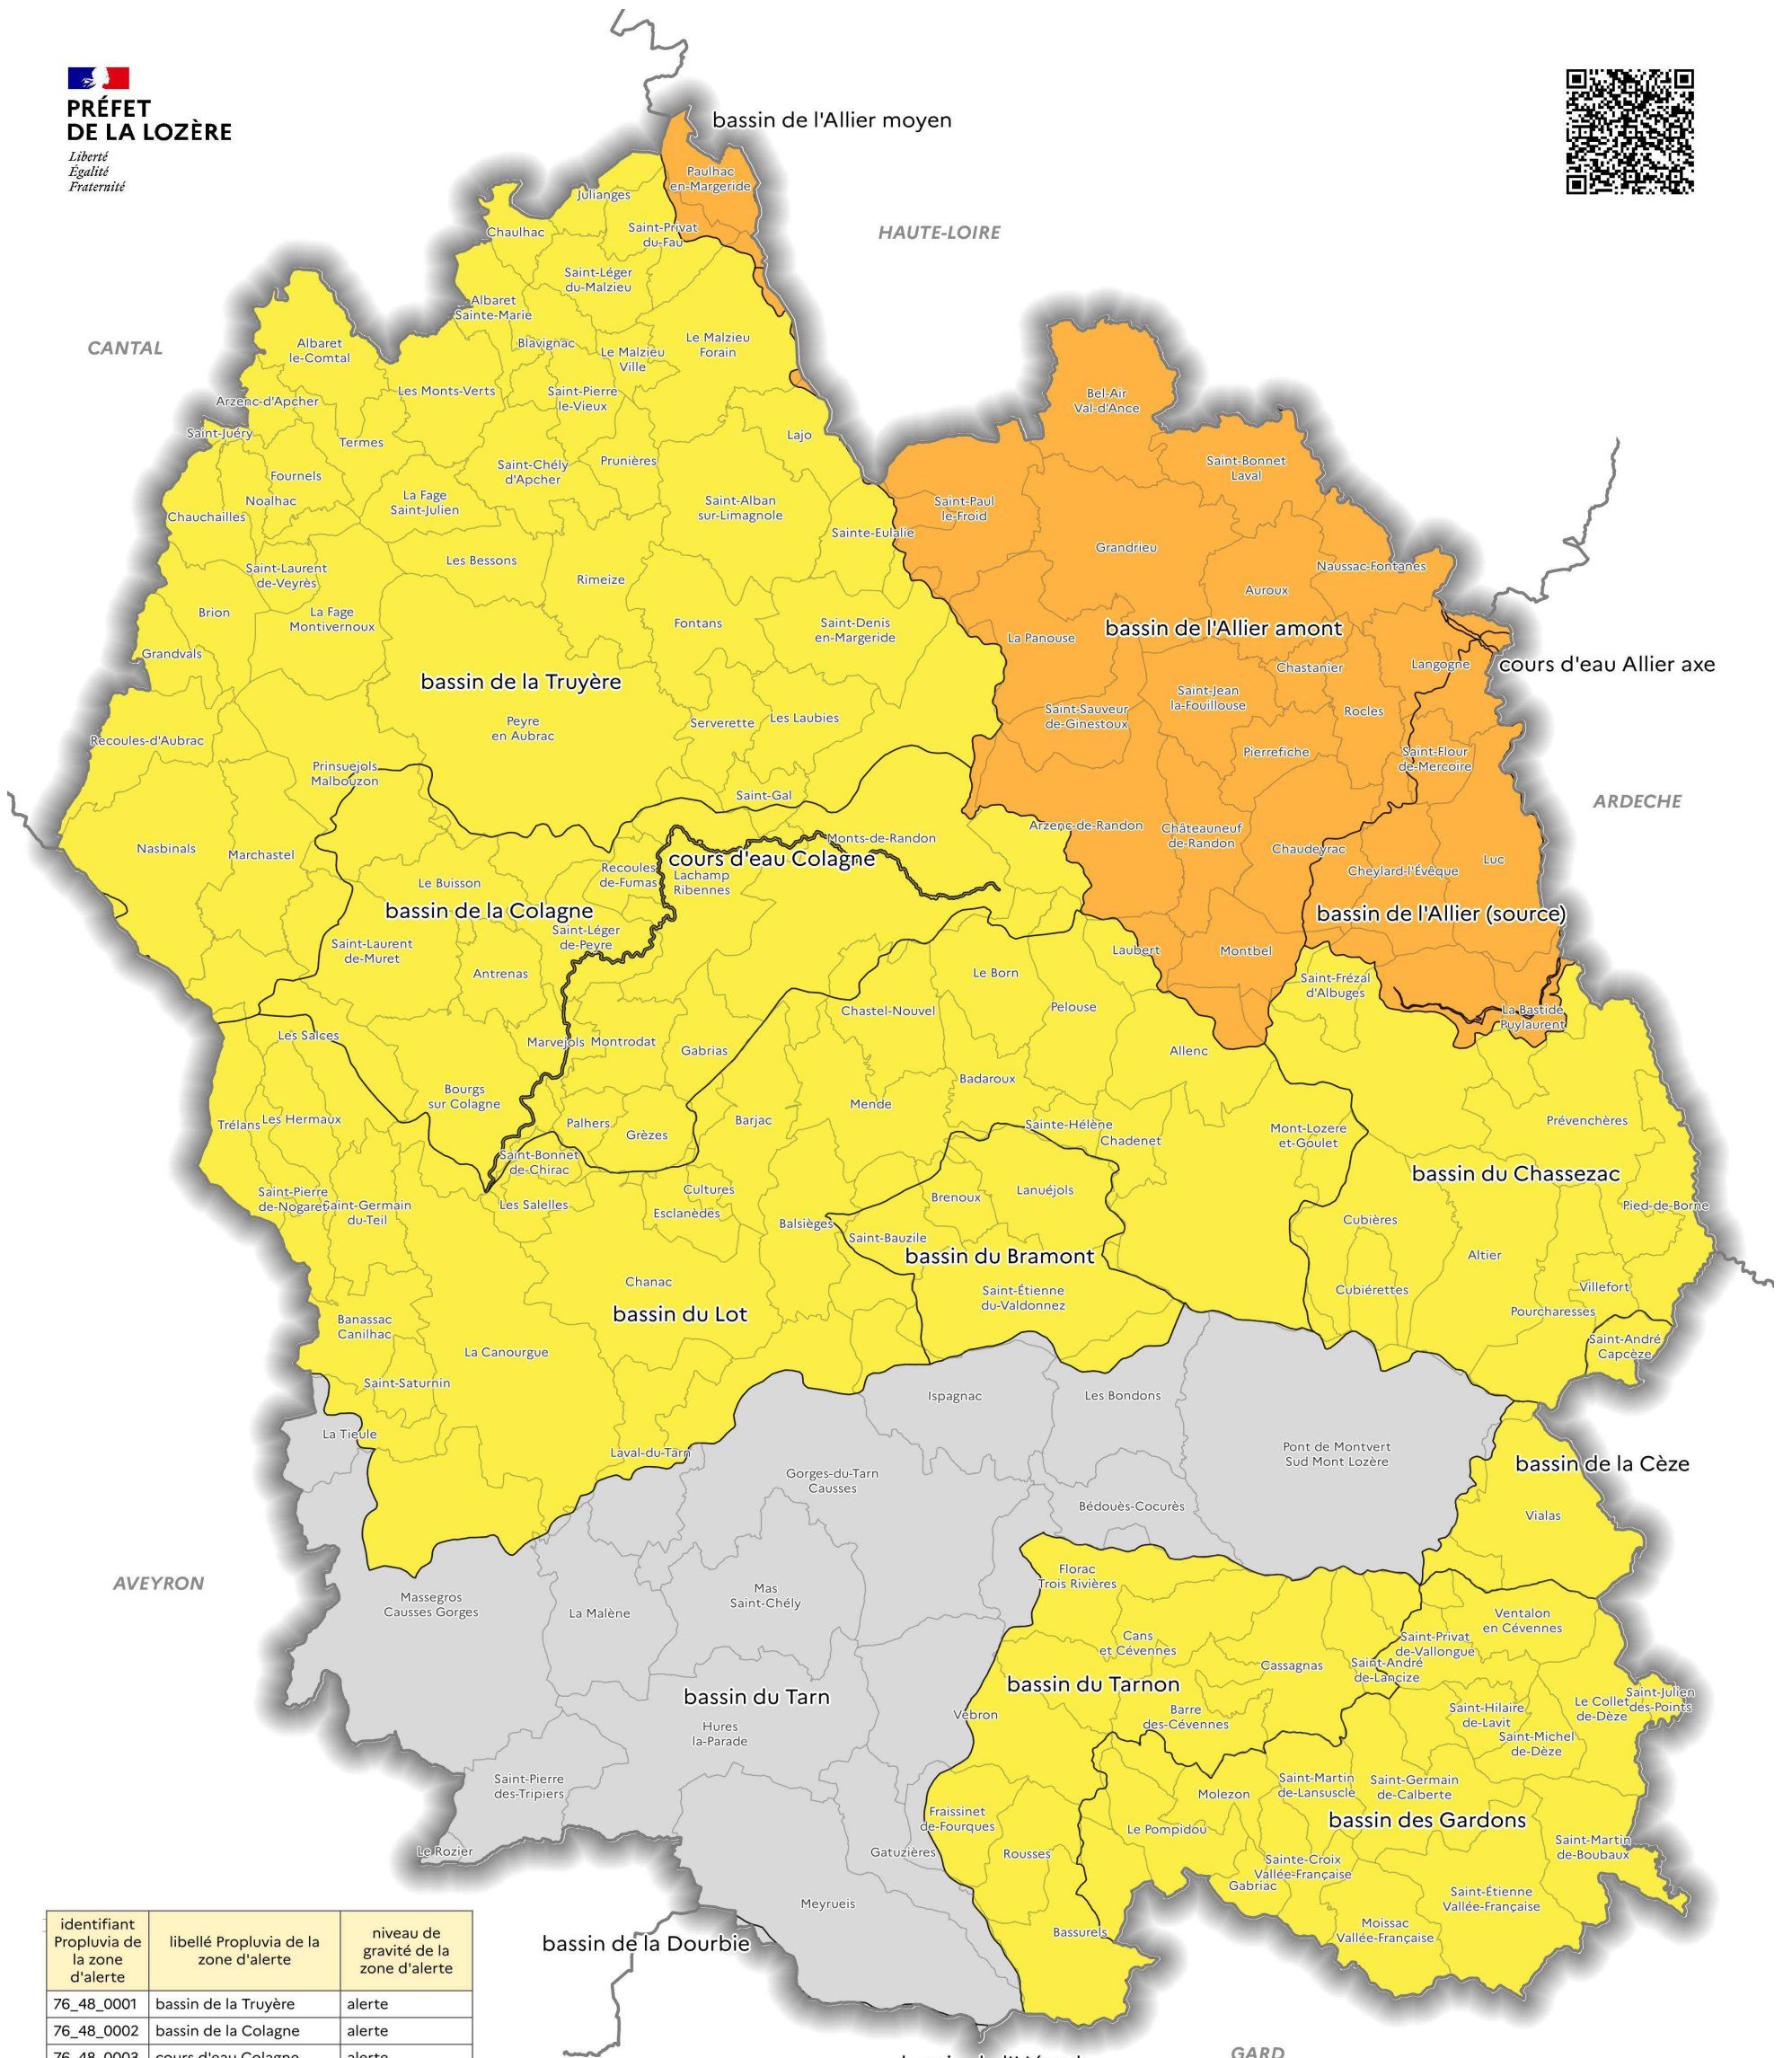 PRÉFET
DE LA LOZÈRE
Liberté
Égalité
Fraternité
bassin de l'Allier moyen
Paulhac
en-Margeride
Julianges
Chaulhac
Saint-Privat
du-Fau
HAUTE-LOIRE
Saint-Léger
du-Malzieu
Albaret
Sainte-Marie
CANTAL
Albaret
le-Comtal
Blavignac
Le Malzieu
Ville
Le Malzieu
Forain
Les Monts-Verts
Saint-Pierre
le-Vieux
Bel-Air
Val-d'Ance
Arzenc-d'Apcher
Saint-Juéry
Termes
Lajo
Fournels
Saint-Chély
d'Apcher
Prunières
Saint-Bonnet
Laval
Noalhac
La Fage
Saint-Julien
Saint-Alban
sur-Limagnole
Saint-Paul
le-Froid
Chauchailles
Sainte-Eulalie
Grandrieu
Les Bessons
Saint-Laurent
de-Veyrès
Rimeize
Naussac-Fontanes
Auroux
Brion
La Fage
Montivernoux
Fontans
Saint-Denis
en-Margeride
La Panouse
bassin de l'Allier amont
Grandvals
Chastanier
Langogne
cours d'eau Allier axe
bassin de la Truyère
Saint-Jean
la-Fouillouse
Saint-Sauveur
de-Ginestoux
Rocles
Peyre
en Aubrac
Serverette
Les Laubies
Recoules-d'Aubrac
Pierrefiche
Saint-Flour
de-Mercoire
Prinsuejols
Malbouzon
Saint-Gal
ARDECHE
Arzenc-de-Randon
Châteauneuf
de-Randon
Monts-de-Randon
Nasbinals
Marchastel
Chaudeyrac
Luc
cours d'eau Colagne
Recoules
de-Fumas
Lachamp
Ribennes
Cheylard-l'Évêque
Le Buisson
bassin de la Colagne
bassin de l'Allier (source)
Saint-Léger
de-Peyre
Saint-Laurent
de-Muret
Laubert
Montbel
Antrenas
Le Born
Saint-Frézal
d'Albuges
Chastel-Nouvel
Pelouse
La Bastide
Puylaurent
Les Salces
Marvejols
Montrodat
Gabrias
Allenc
Bourgs
sur Colagne
Badaroux
Mende
Trélans
Les Hermaux
Palhers
Grèzes
Barjac
Sainte-Hélène
Chadenet
Mont-Lozere
et-Goulet
Prévenchères
Saint-Bonnet
de-Chirac
bassin du Chassezac
Saint-Pierre
de-Nogaret
Saint-Germain
du-Teil
Les Salelles
Cultures
Esclanèdes
Brenoux
Lanuéjols
Balsièges
Pied-de-Borne
Saint-Bauzile
Cubières
bassin du Bramont
Altier
Chanac
Saint-Étienne
du-Valdonnez
Cubiérettes
Villefort
bassin du Lot
Pourcharesses
Banassac
Canilhac
Saint-André
Capcèze
La Canourgue
Saint-Saturnin
Ispagnac
Les Bondons
La Tieule
Laval-du-Tarn
Pont de Montvert
Sud Mont Lozère
bassin de la Cèze
Gorges-du-Tarn
Causses
Bédouès-Cocurès
Vialas
AVEYRON
Florac
Trois Rivières
Massegros
Causses Gorges
La Malène
Mas
Saint-Chély
Ventalon
en Cévennes
Cans
et Cévennes
Saint-Privat
de-Vallongue
Cassagnas
Saint-André
de-Lancize
bassin du Tarnon
bassin du Tarn
Saint-Julien
des-Points
Le Collet
de-Dèze
Vebron
Barre
des-Cévennes
Saint-Hilaire
de-Lavit
Hures
la-Parade
Saint-Michel
de-Dèze
Saint-Pierre
des-Tripiers
Molezon
Saint-Martin
de-Lansuscle
Saint-Germain
de-Calberte
Fraissinet
de-Fourques
Le Pompidou
bassin des Gardons
Le Rozier
Gatuzières
Rousses
Saint-Martin
de-Boubaux
Sainte-Croix
Vallée-Française
Gabriac
Meyrueis
Saint-Étienne
Vallée-Française
Bassurels
Moissac
Vallée-Française
bassin de la Dourbie
identifiant
Propluvia de
la zone
d'alerte
libellé Propluvia de la
zone d'alerte
niveau de
gravité de la
zone d'alerte
76_48_0001 bassin de la Truyère alerte
76_48_0002 bassin de la Colagne alerte
76_48_0003 cours d'eau Colagne alerte
GARD